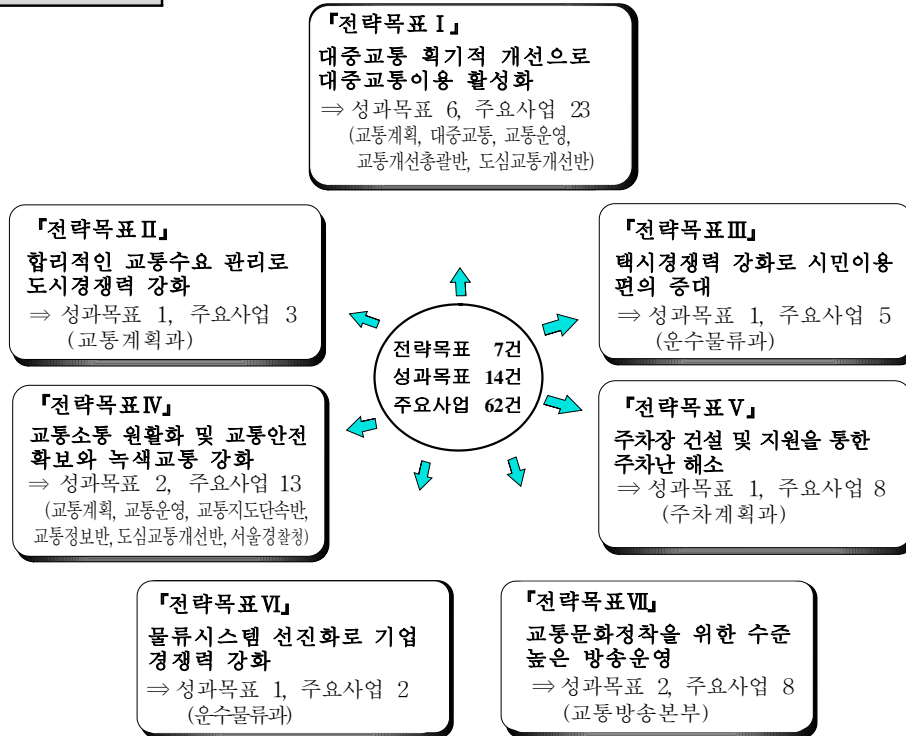 『전략목표Ⅰ』
대중교통 획기적 개선으로
대중교통이용 활성화
⇒ 성과목표 6, 주요사업 23
(교통계획, 대중교통, 교통운영,
교통개선총괄반, 도심교통개선반)
『전략목표Ⅱ』
합리적인 교통수요 관리로
도시경쟁력 강화
⇒ 성과목표 1, 주요사업 3
(교통계획과)
『전략목표Ⅲ』
택시경쟁력 강화로 시민이용
편의 증대
⇒ 성과목표 1, 주요사업 5
(운수물류과)
전략목표 7건
성과목표 14건
주요사업 62건
『전략목표Ⅳ』
교통소통 원활화 및 교통안전
확보와 녹색교통 강화
⇒ 성과목표 2, 주요사업 13
(교통계획, 교통운영, 교통지도단속반,
교통정보반, 도심교통개선반, 서울경찰청)
『전략목표Ⅴ』
주차장 건설 및 지원을 통한
주차난 해소
⇒ 성과목표 1, 주요사업 8
(주차계획과)
『전략목표Ⅵ』
물류시스템 선진화로 기업
경쟁력 강화
⇒ 성과목표 1, 주요사업 2
(운수물류과)
『전략목표Ⅶ』
교통문화정착을 위한 수준
높은 방송운영
⇒ 성과목표 2, 주요사업 8
(교통방송본부)